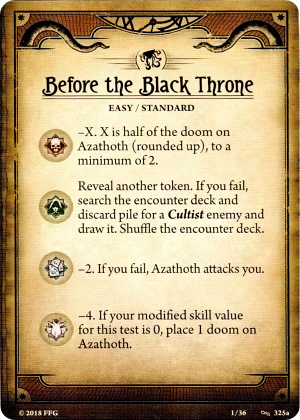 Before the Black Throne
EASY / STANDARD
–X. X is half of the doom on
Azathoth (rounded up), to a
minimum of 2.
Reveal another token. If you fail,
search the encounter deck and
discard pile for a Cultist enemy and
draw it. Shuffle the encounter deck.
–2. If you fail, Azathoth attacks you.
–4. If your modified skill value
for this test is 0, place 1 doom on
Azathoth.
© 2018 FFG
1/36
325a